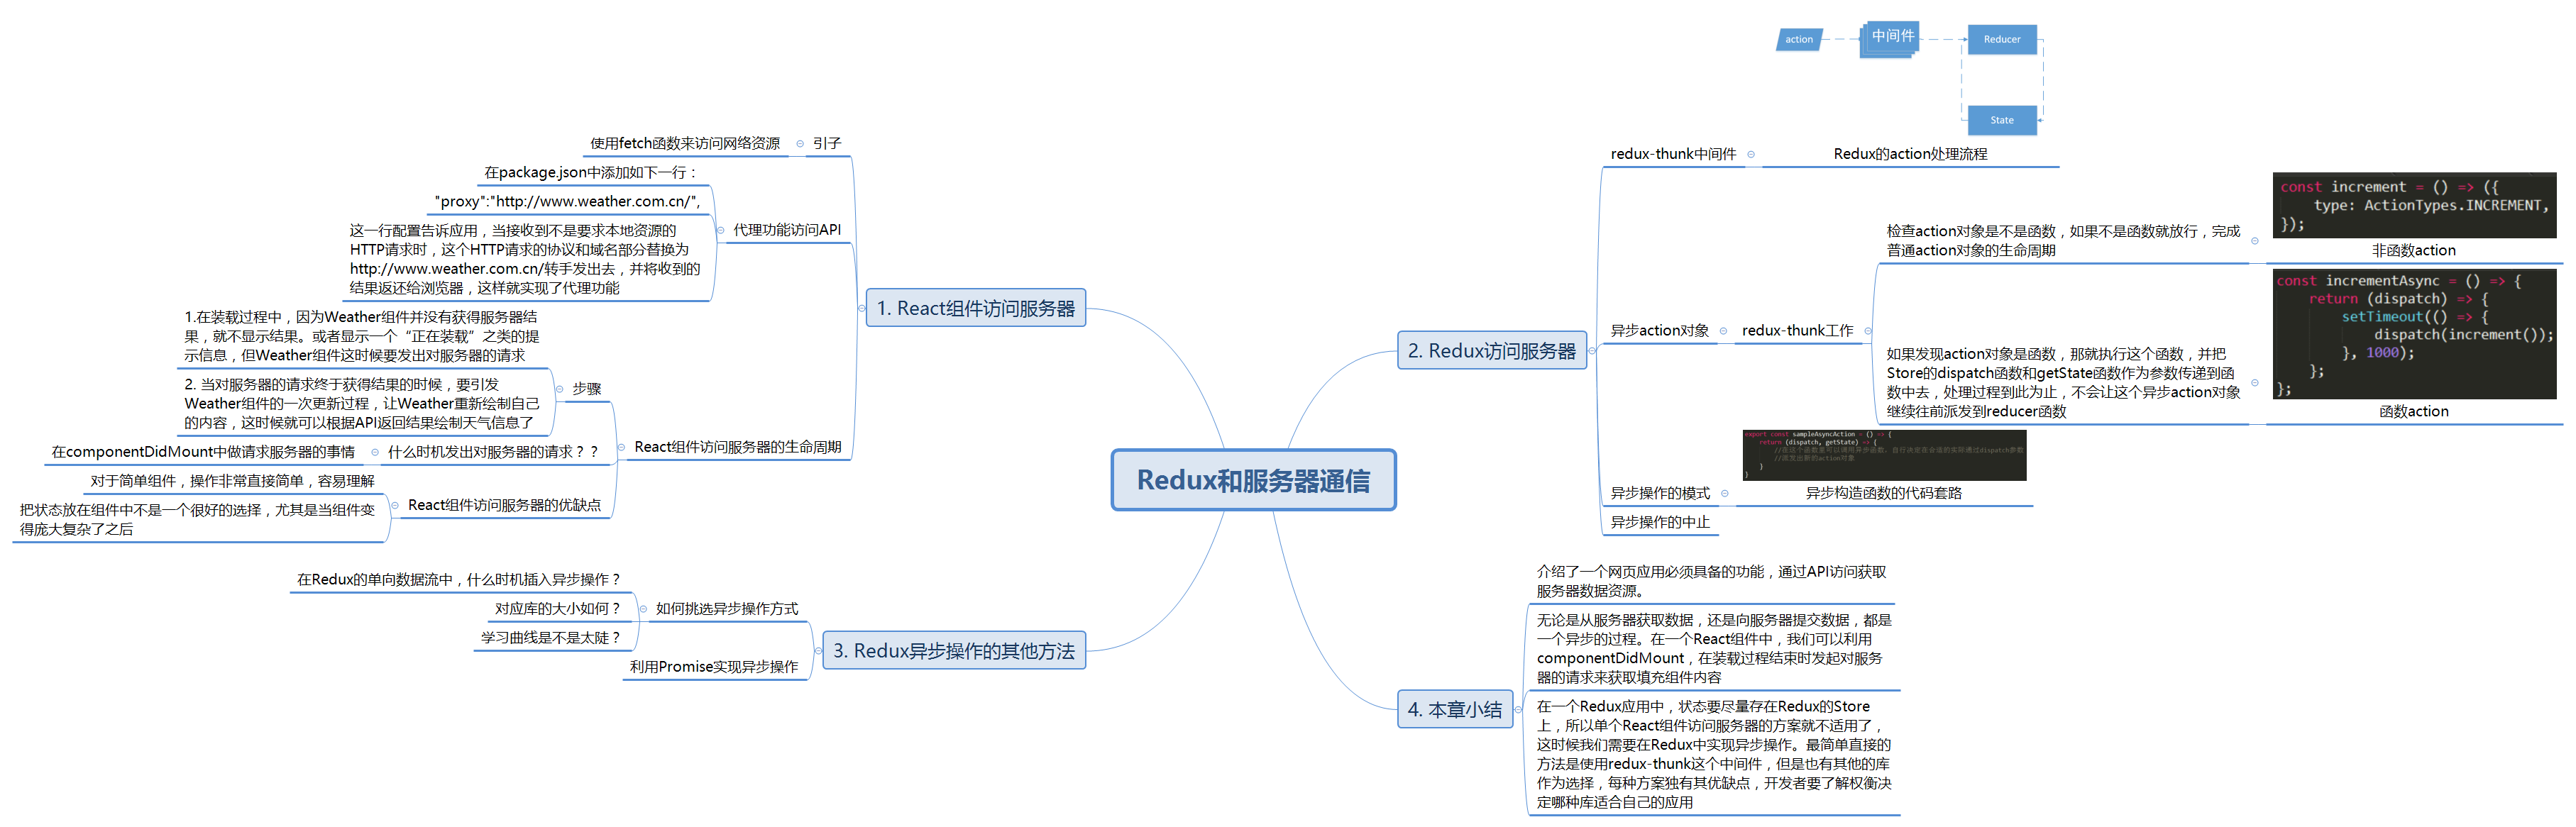 Redux和服务器通信
1. React组件访问服务器
引子
使用fetch函数来访问网络资源
代理功能访问API
在package.json中添加如下一行：
"proxy":"http://www.weather.com.cn/",
这一行配置告诉应用，当接收到不是要求本地资源的
HTTP请求时，这个HTTP请求的协议和域名部分替换为
http://www.weather.com.cn/转手发出去，并将收到的
结果返还给浏览器，这样就实现了代理功能
React组件访问服务器的生命周期
步骤
1.在装载过程中，因为Weather组件并没有获得服务器结
果，就不显示结果。或者显示一个“正在装载”之类的提
示信息，但Weather组件这时候要发出对服务器的请求
2. 当对服务器的请求终于获得结果的时候，要引发
Weather组件的一次更新过程，让Weather重新绘制自己
的内容，这时候就可以根据API返回结果绘制天气信息了
什么时机发出对服务器的请求？？
在componentDidMount中做请求服务器的事情
React组件访问服务器的优缺点
对于简单组件，操作非常直接简单，容易理解
把状态放在组件中不是一个很好的选择，尤其是当组件变
得庞大复杂了之后
2. Redux访问服务器
redux-thunk中间件
action
中间件
Reducer
State
Redux的action处理流程
异步action对象
redux-thunk工作
检查action对象是不是函数，如果不是函数就放行，完成
普通action对象的生命周期
const increment = () => ({
type: ActionTypes.INCREMENT,
});
非函数action
如果发现action对象是函数，那就执行这个函数，并把
Store的dispatch函数和getState函数作为参数传递到函
数中去，处理过程到此为止，不会让这个异步action对象
继续往前派发到reducer函数
const incrementAsync = () => {
return (dispatch) => {
setTimeout(() => {
dispatch(increment());
}, 1000);
};
};
函数action
异步操作的模式
export const sampleAsyncAction = () => {
return (dispatch, getState) => {
//在这个函数里可以调用异步函数，自行决定在合适的实际通过dispatch参数
//派发出新的action对象
}
}
异步构造函数的代码套路
异步操作的中止
3. Redux异步操作的其他方法
如何挑选异步操作方式
在Redux的单向数据流中，什么时机插入异步操作？
对应库的大小如何？
学习曲线是不是太陡？
利用Promise实现异步操作
4. 本章小结
介绍了一个网页应用必须具备的功能，通过API访问获取
服务器数据资源。
无论是从服务器获取数据，还是向服务器提交数据，都是
一个异步的过程。在一个React组件中，我们可以利用
componentDidMount，在装载过程结束时发起对服务
器的请求来获取填充组件内容
在一个Redux应用中，状态要尽量存在Redux的Store
上，所以单个React组件访问服务器的方案就不适用了，
这时候我们需要在Redux中实现异步操作。最简单直接的
方法是使用redux-thunk这个中间件，但是也有其他的库
作为选择，每种方案独有其优缺点，开发者要了解权衡决
定哪种库适合自己的应用